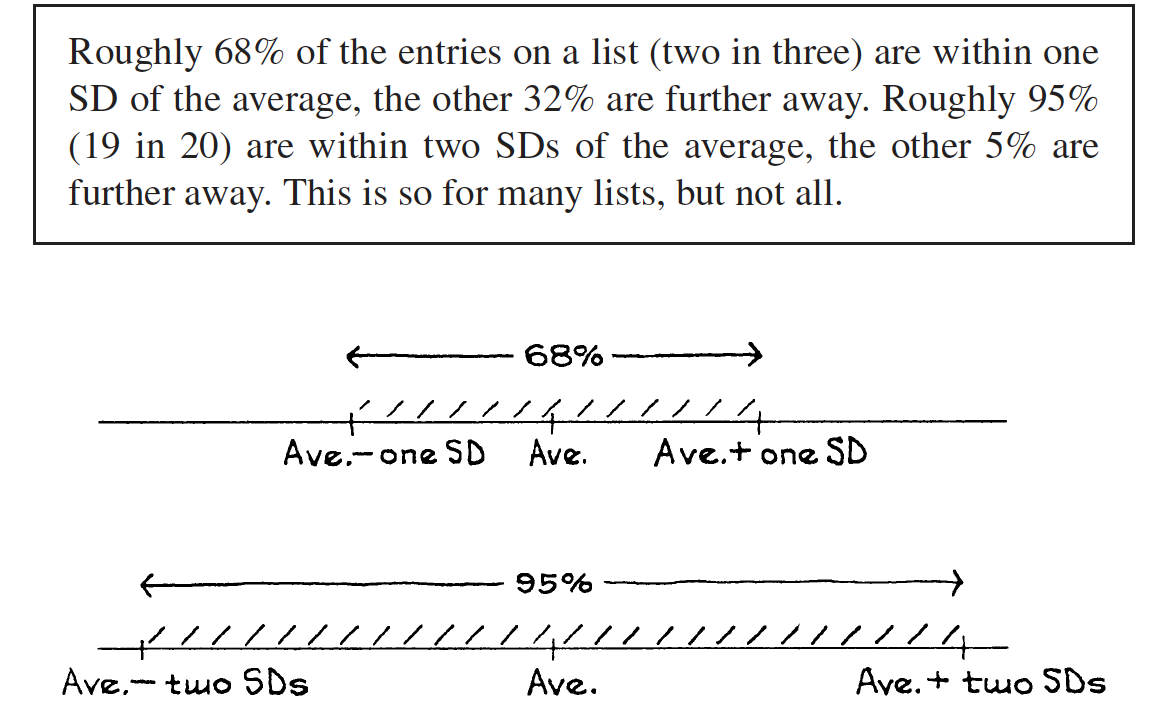 Roughly 68% of the entries on a list (two in three) are within one
SD of the average, the other 32% are further away. Roughly 95%
(19 in 20) are within two SDs of the average, the other 5% are
further away. This is so for many lists, but not all.
68%
Ave.−one SD Ave. Ave.+one SD
95%
Ave.−two SDs Ave. Ave.+two SDs